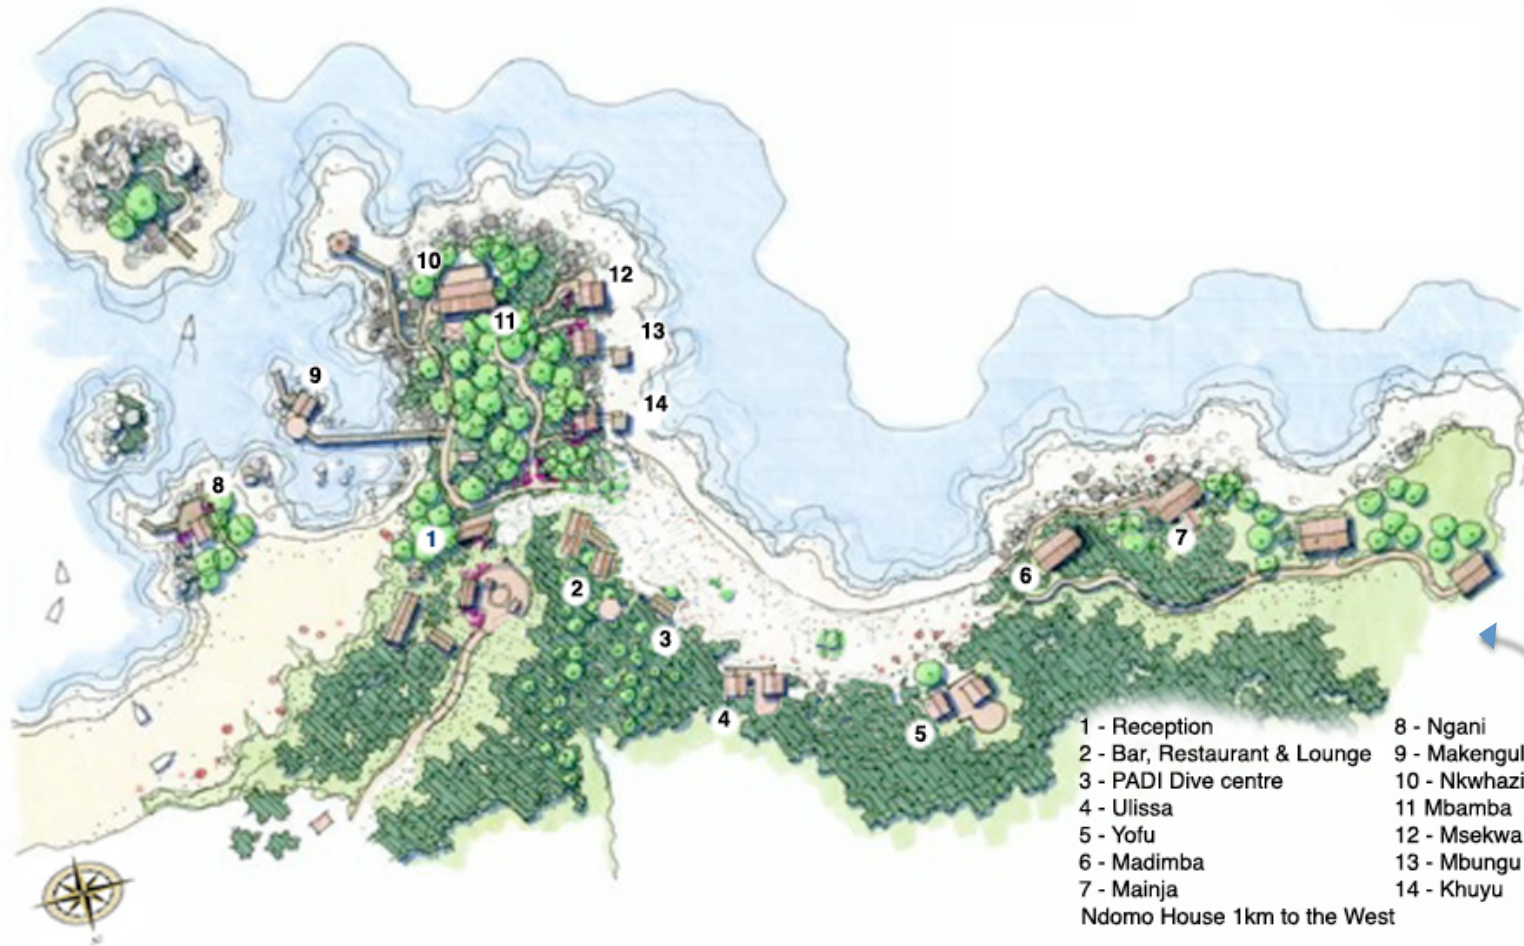 10
12
11
13
9
14
8
1
7
6
2
3
4
5
1 - Reception
2 - Bar, Restaurant & Lounge
3 - PADI Dive centre
4 - Ulissa
5 - Yofu
6 - Madimba
7 - Mainja
Ndomo House 1km to the West
8 - Ngani
9 - Makengul
10 - Nkwhazi
11 Mbamba
12 - Msekwa
13 - Mbungu
14 - Khuyu